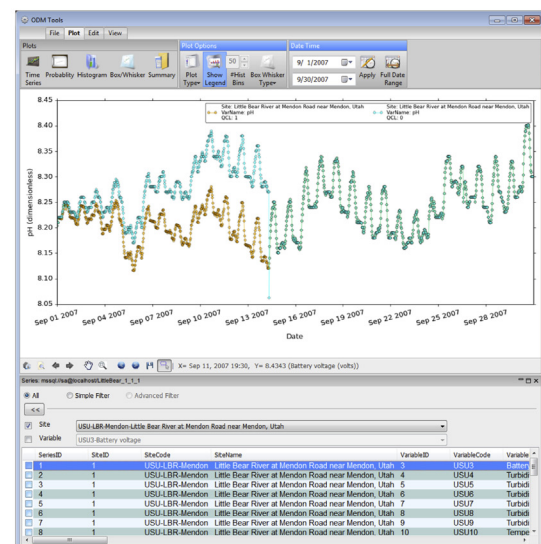 ODM Tools
File Plot Edit View
Plots Plot Options Date Time
Time Series Probablity Histogram Box/Whisker Summary Plot Type Show Legend 50 #Hist Bins Box Whisker Type 9/ 1/2007 9/30/2007 Apply Full Date Range
8.45
Site: Little Bear River at Mendon Road near Mendon, Utah Site: Little Bear River at Mendon Road near Mendon, Utah
VarName: pH VarName: pH
QCL: 1 QCL: 0
8.40
8.35
8.30
8.25
8.20
8.15
8.10
8.05
pH (dimensionless)
Sep 01 2007 Sep 04 2007 Sep 07 2007 Sep 10 2007 Sep 13 2007 Sep 16 2007 Sep 19 2007 Sep 22 2007 Sep 25 2007 Sep 28 2007
Date
X= Sep 11, 2007 19:30, Y= 8.4343 (Battery voltage (volts))
Series: mssql://sa@localhost/LittleBear_1_1_1
All Simple Filter Advanced Filter
<<
Site USU-LBR-Mendon-Little Bear River at Mendon Road near Mendon, Utah
Variable USU3-Battery voltage
SeriesID SiteID SiteCode SiteName VariableID VariableCode Variable
1 1 USU-LBR-Mendon Little Bear River at Mendon Road near Mendon, Utah 3 USU3 Battery
2 1 USU-LBR-Mendon Little Bear River at Mendon Road near Mendon, Utah 4 USU4 Turbidi
3 1 USU-LBR-Mendon Little Bear River at Mendon Road near Mendon, Utah 5 USU5 Turbidi
4 1 USU-LBR-Mendon Little Bear River at Mendon Road near Mendon, Utah 6 USU6 Turbidi
5 1 USU-LBR-Mendon Little Bear River at Mendon Road near Mendon, Utah 7 USU7 Turbidi
6 1 USU-LBR-Mendon Little Bear River at Mendon Road near Mendon, Utah 8 USU8 Turbidi
7 1 USU-LBR-Mendon Little Bear River at Mendon Road near Mendon, Utah 9 USU9 Turbidi
8 1 USU-LBR-Mendon Little Bear River at Mendon Road near Mendon, Utah 10 USU10 Tempe